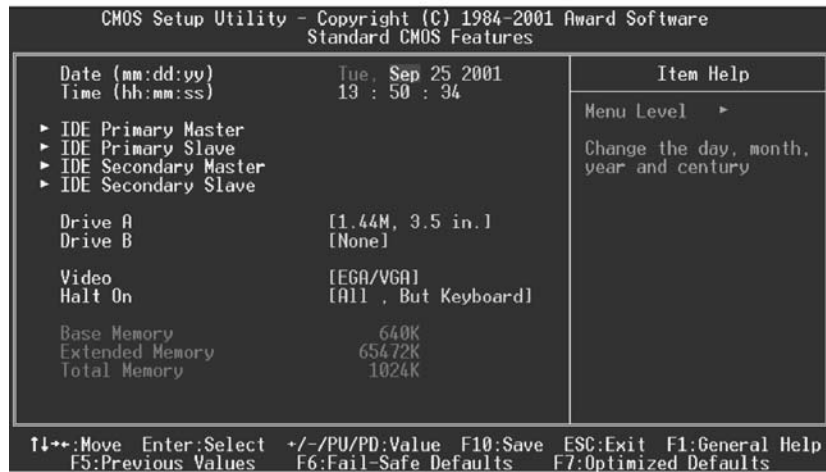 CMOS Setup Utility - Copyright (C) 1984-2001 Award Software
Standard CMOS Features
Date (mm:dd:yy) Tue, Sep 25 2001
Time (hh:mm:ss) 13 : 50 : 34
► IDE Primary Master
► IDE Primary Slave
► IDE Secondary Master
► IDE Secondary Slave
Drive A [1.44M, 3.5 in.]
Drive B [None]
Video [EGA/VGA]
Halt On [All , But Keyboard]
Base Memory 640K
Extended Memory 65472K
Total Memory 1024K
Item Help
Menu Level ►
Change the day, month,
year and century
↑↓→←:Move Enter:Select +/-/PU/PD:Value F10:Save ESC:Exit F1:General Help
F5:Previous Values F6:Fail-Safe Defaults F7:Optimized Defaults